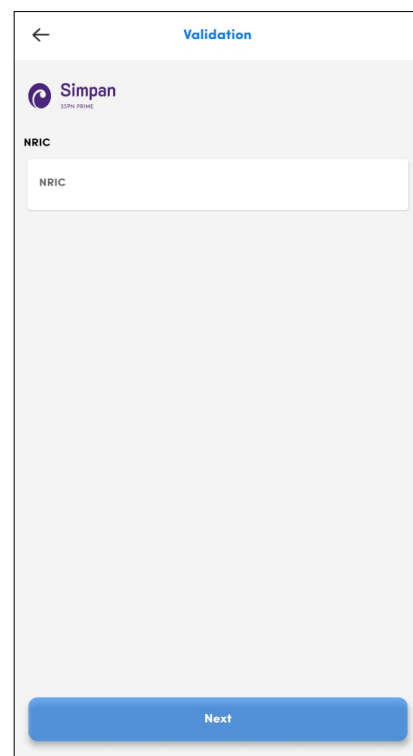 Validation
Simpan
SSPN PRIME
NRIC
NRIC
Next